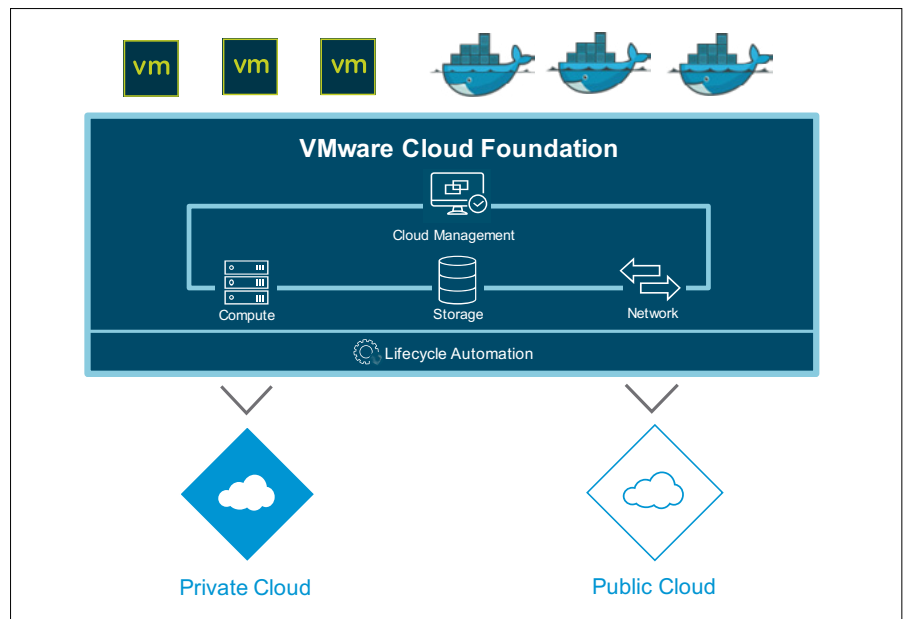 vm vm vm
VMware Cloud Foundation
Cloud Management
Compute Storage Network
Lifecycle Automation
Private Cloud Public Cloud